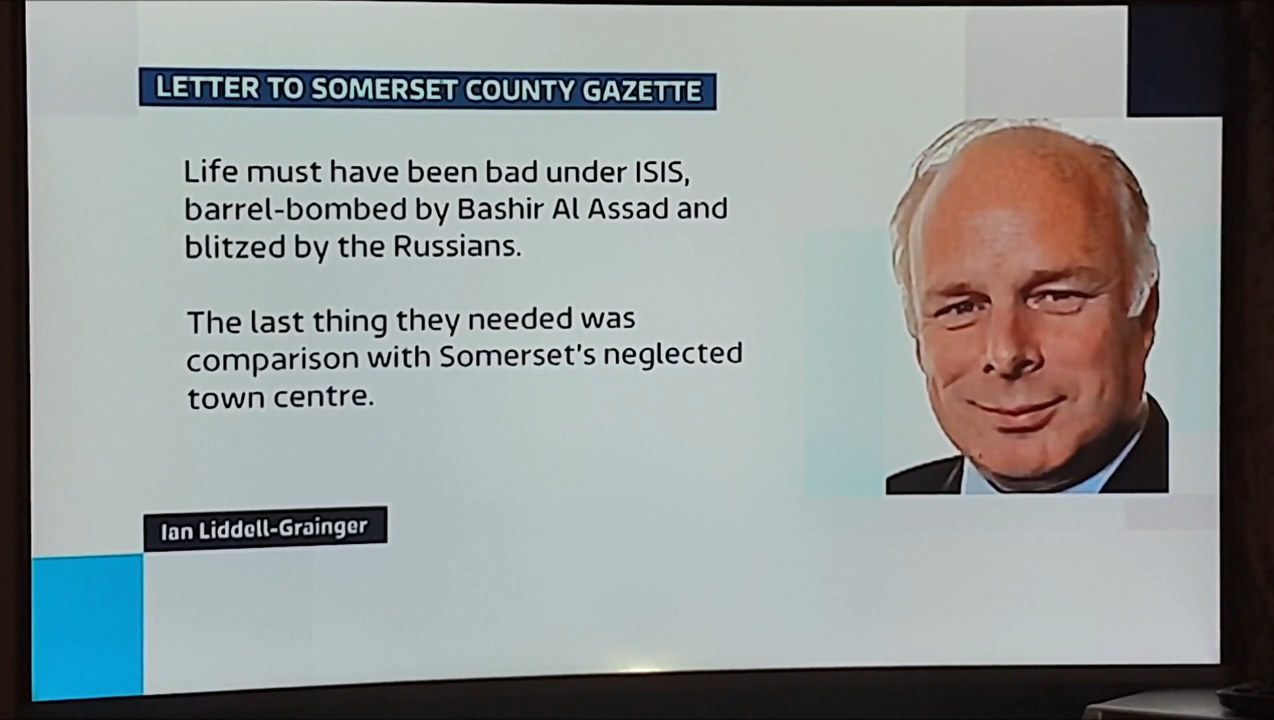 LETTER TO SOMERSET COUNTY GAZETTE
Life must have been bad under ISIS,
barrel-bombed by Bashir Al Assad and
blitzed by the Russians.
The last thing they needed was
comparison with Somerset's neglected
town centre.
Ian Liddell-Grainger